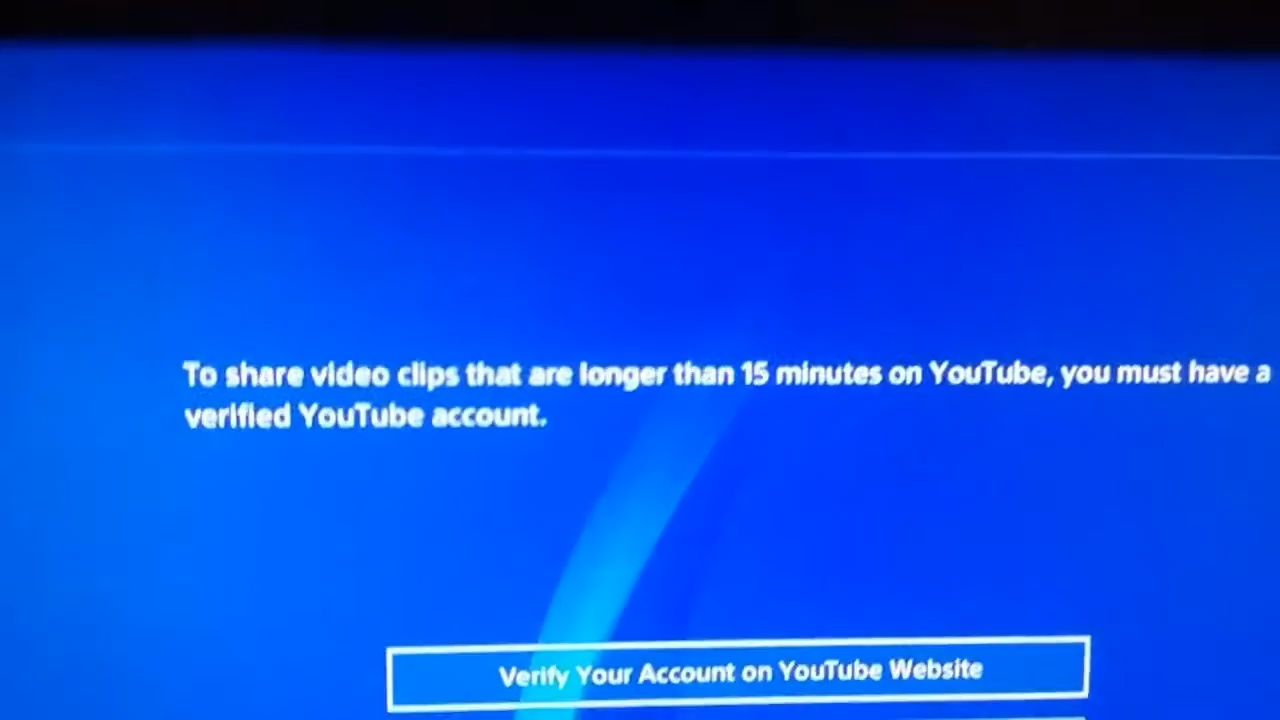 To share video clips that are longer than 15 minutes on YouTube, you must have a
verified YouTube account.
Verify Your Account on YouTube Website